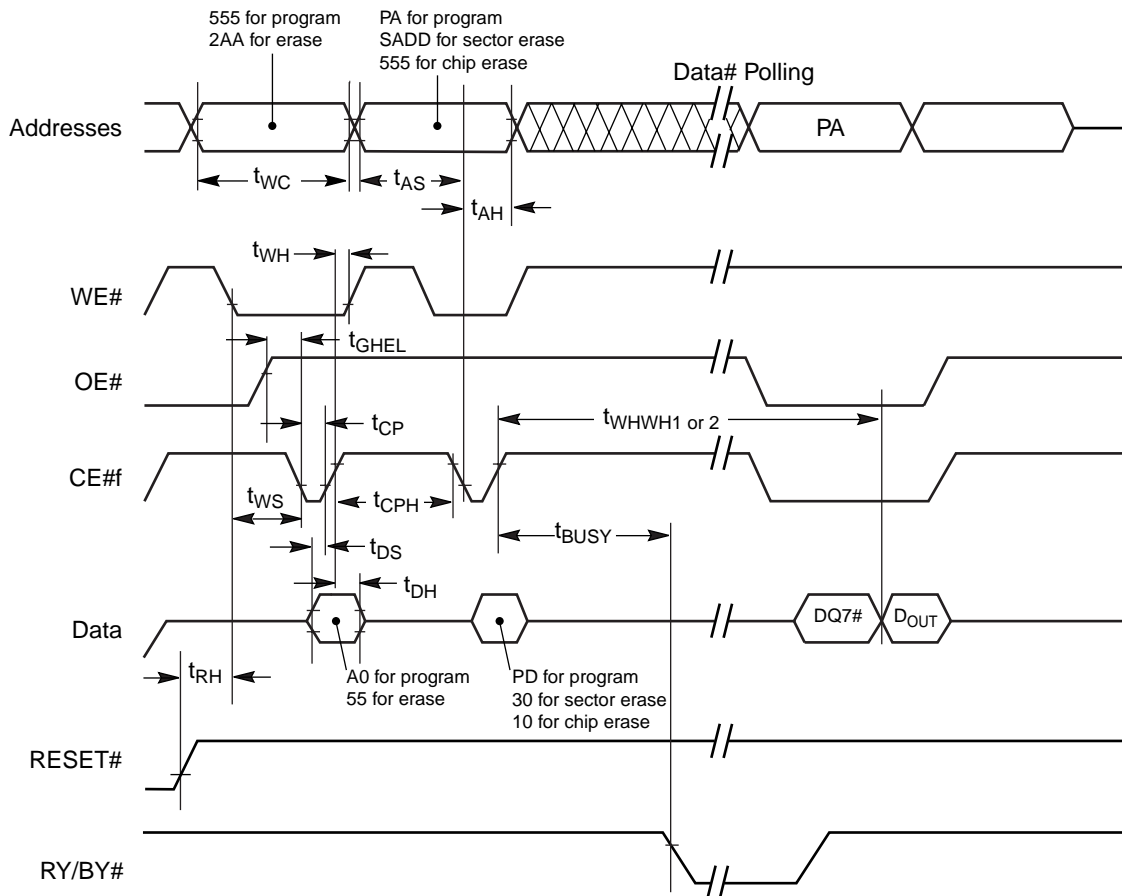 555 for program
2AA for erase
PA for program
SADD for sector erase
555 for chip erase
Data# Polling
Addresses
PA
tWC
tAS
tAH
tWH
WE#
tGHEL
OE#
tCP
tWHWH1 or 2
CE#f
tWS
tCPH
tBUSY
tDS
tDH
Data
DQ7#
DOUT
tRH
A0 for program
55 for erase
PD for program
30 for sector erase
10 for chip erase
RESET#
RY/BY#